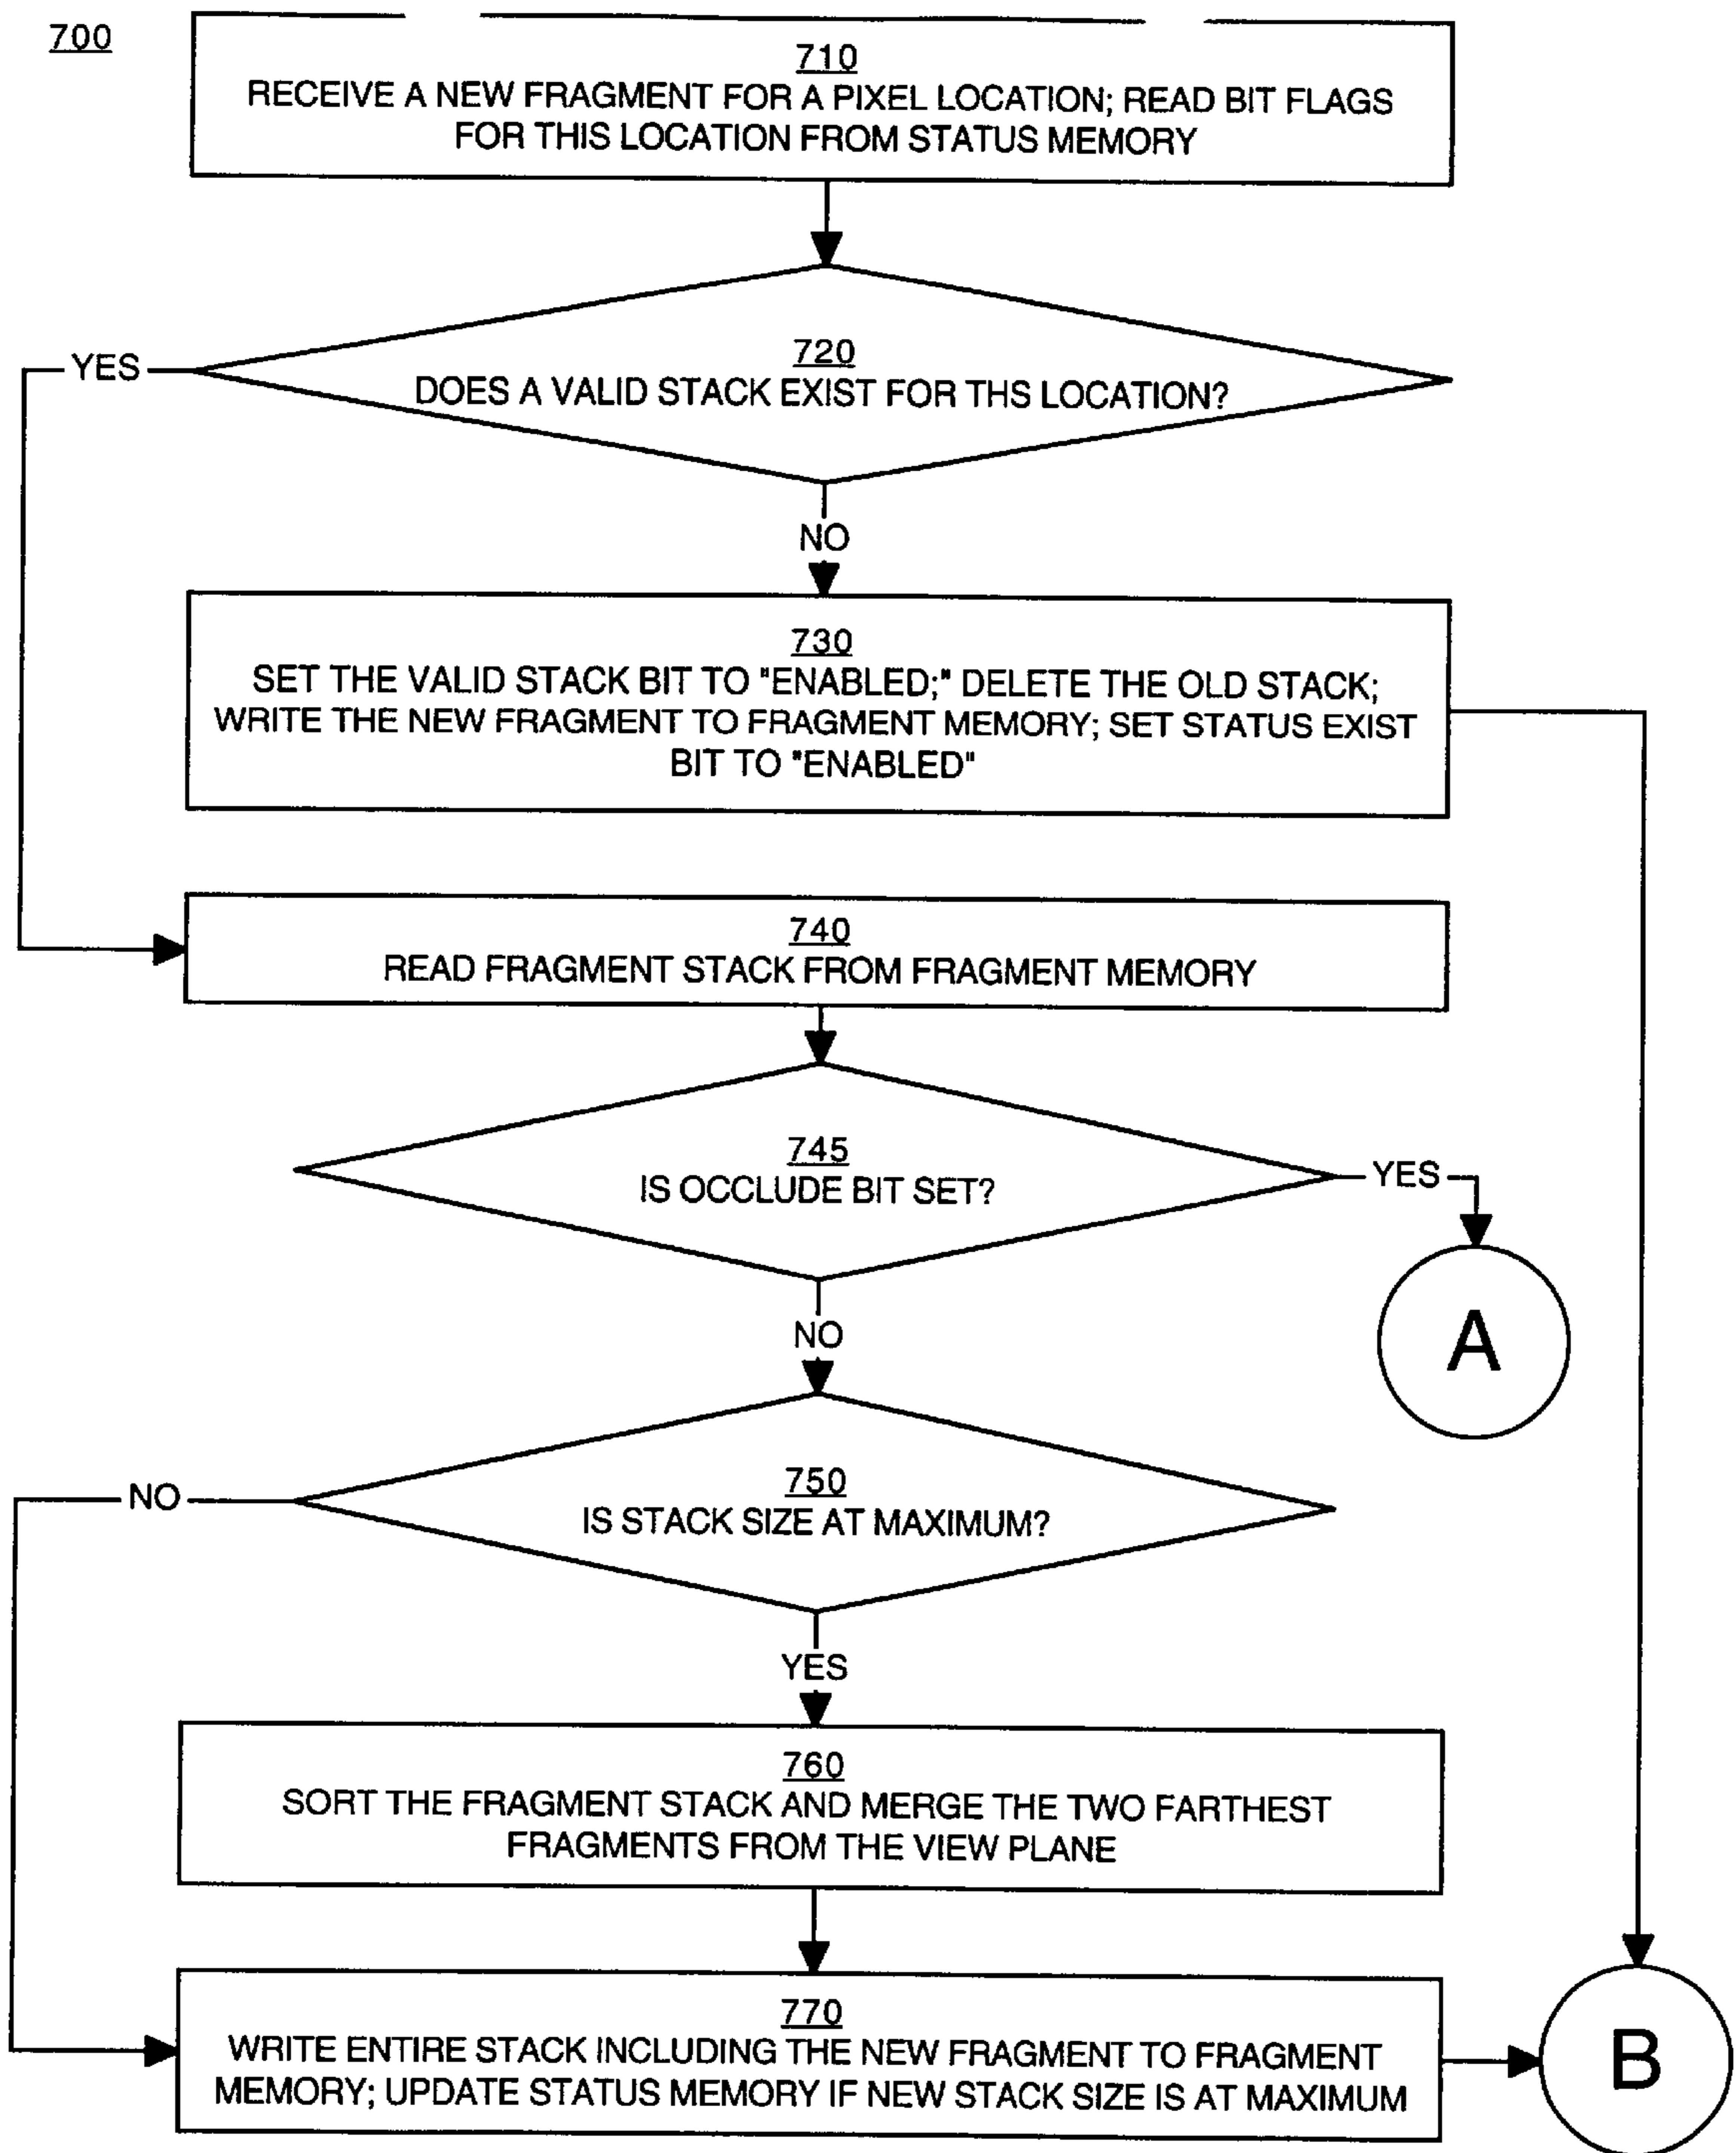 700
710
RECEIVE A NEW FRAGMENT FOR A PIXEL LOCATION; READ BIT FLAGS
FOR THIS LOCATION FROM STATUS MEMORY
YES
720
DOES A VALID STACK EXIST FOR THS LOCATION?
NO
730
SET THE VALID STACK BIT TO "ENABLED;" DELETE THE OLD STACK;
WRITE THE NEW FRAGMENT TO FRAGMENT MEMORY; SET STATUS EXIST
BIT TO "ENABLED"
740
READ FRAGMENT STACK FROM FRAGMENT MEMORY
745
IS OCCLUDE BIT SET?
YES
A
NO
NO
750
IS STACK SIZE AT MAXIMUM?
YES
760
SORT THE FRAGMENT STACK AND MERGE THE TWO FARTHEST
FRAGMENTS FROM THE VIEW PLANE
770
WRITE ENTIRE STACK INCLUDING THE NEW FRAGMENT TO FRAGMENT
MEMORY; UPDATE STATUS MEMORY IF NEW STACK SIZE IS AT MAXIMUM
B